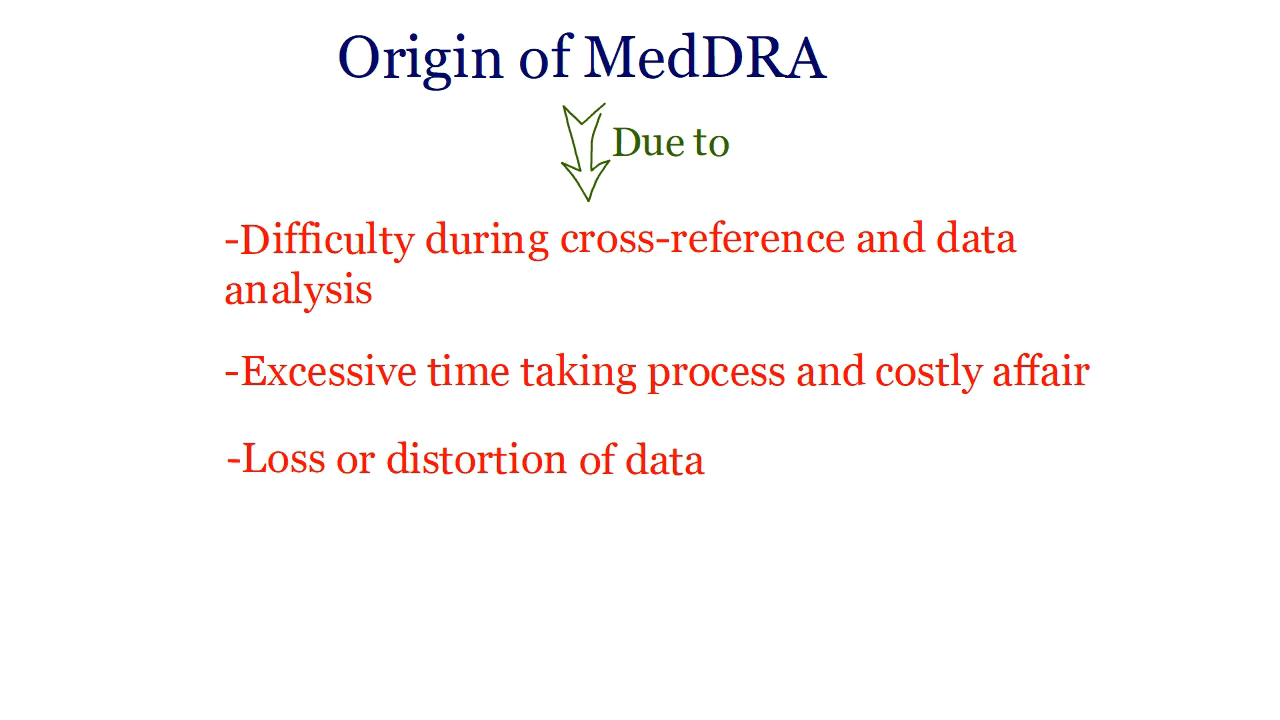 Origin of MedDRA
Due to
-Difficulty during cross-reference and data
analysis
-Excessive time taking process and costly affair
-Loss or distortion of data